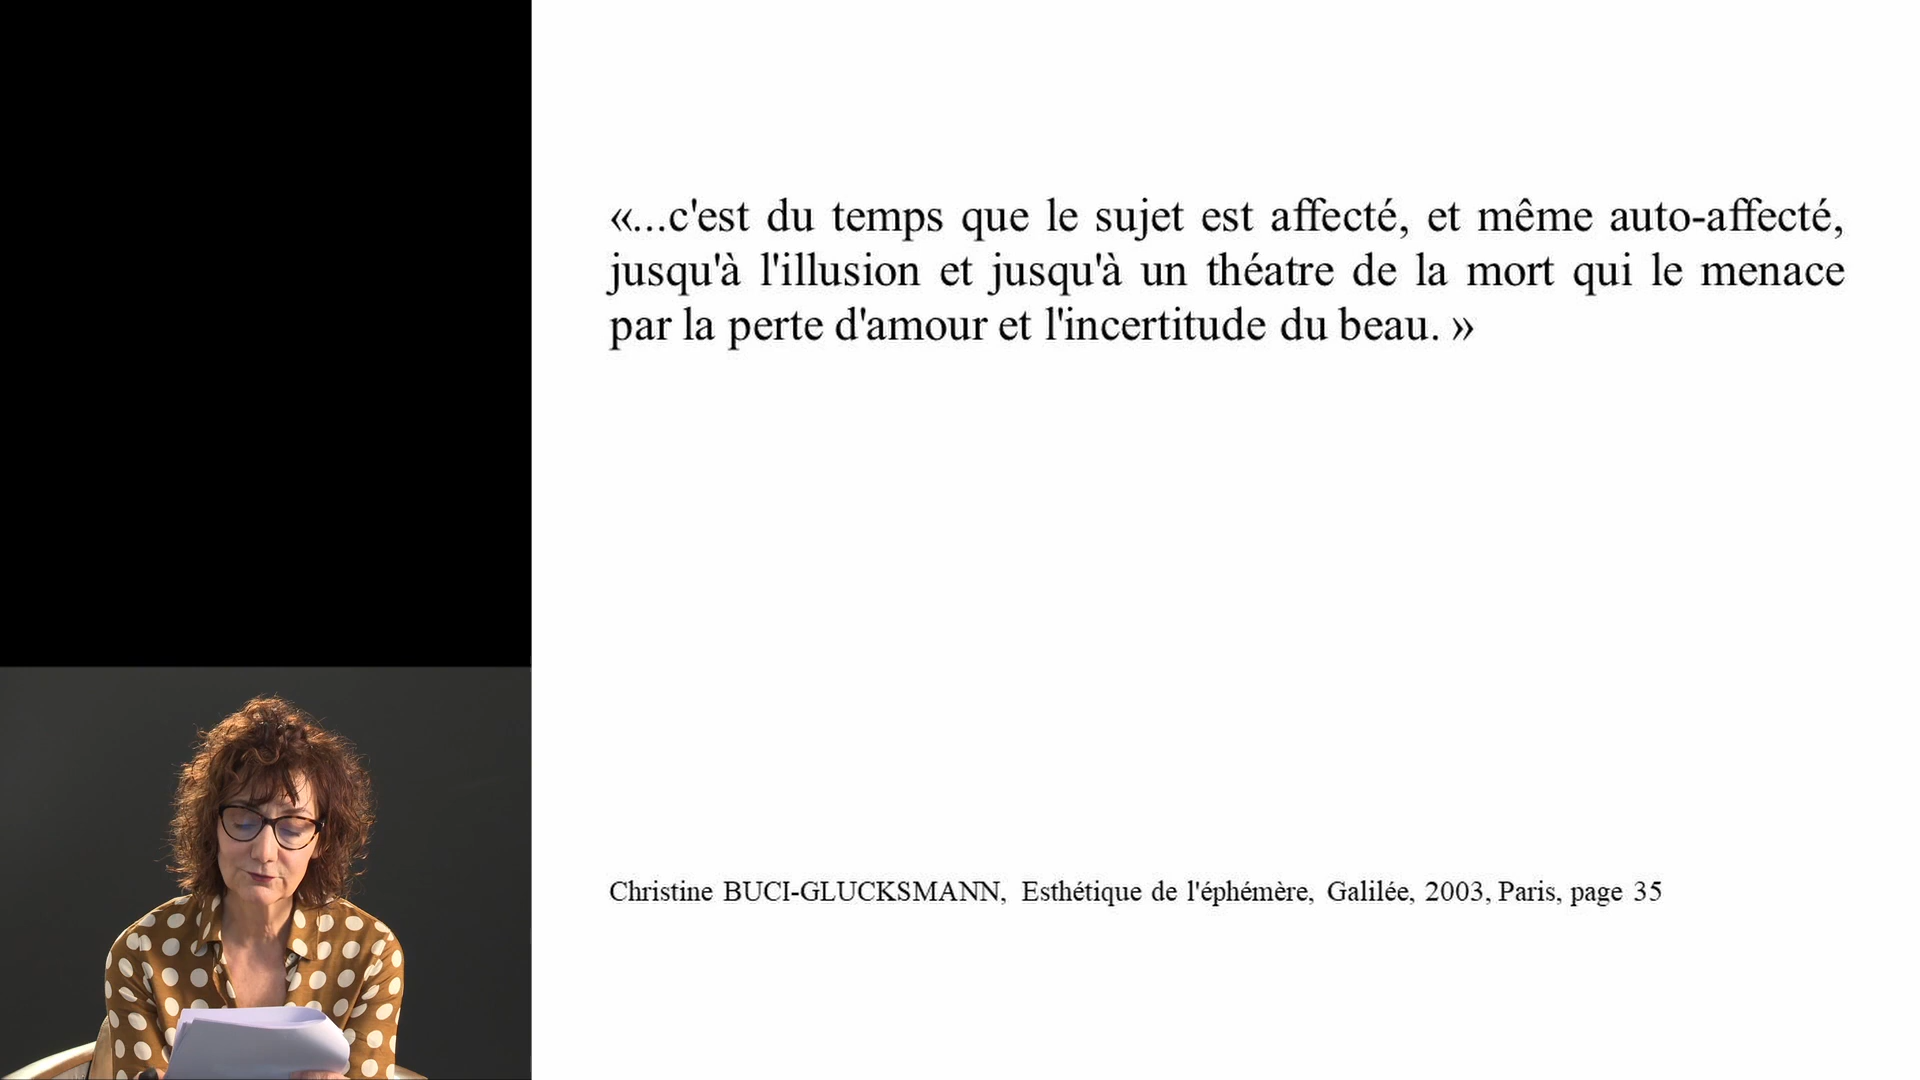 «...c'est du temps que le sujet est affecté, et même auto-affecté,
jusqu'à l'illusion et jusqu'à un théatre de la mort qui le menace
par la perte d'amour et l'incertitude du beau. »
Christine BUCI-GLUCKSMANN, Esthétique de l'éphémère, Galilée, 2003, Paris, page 35